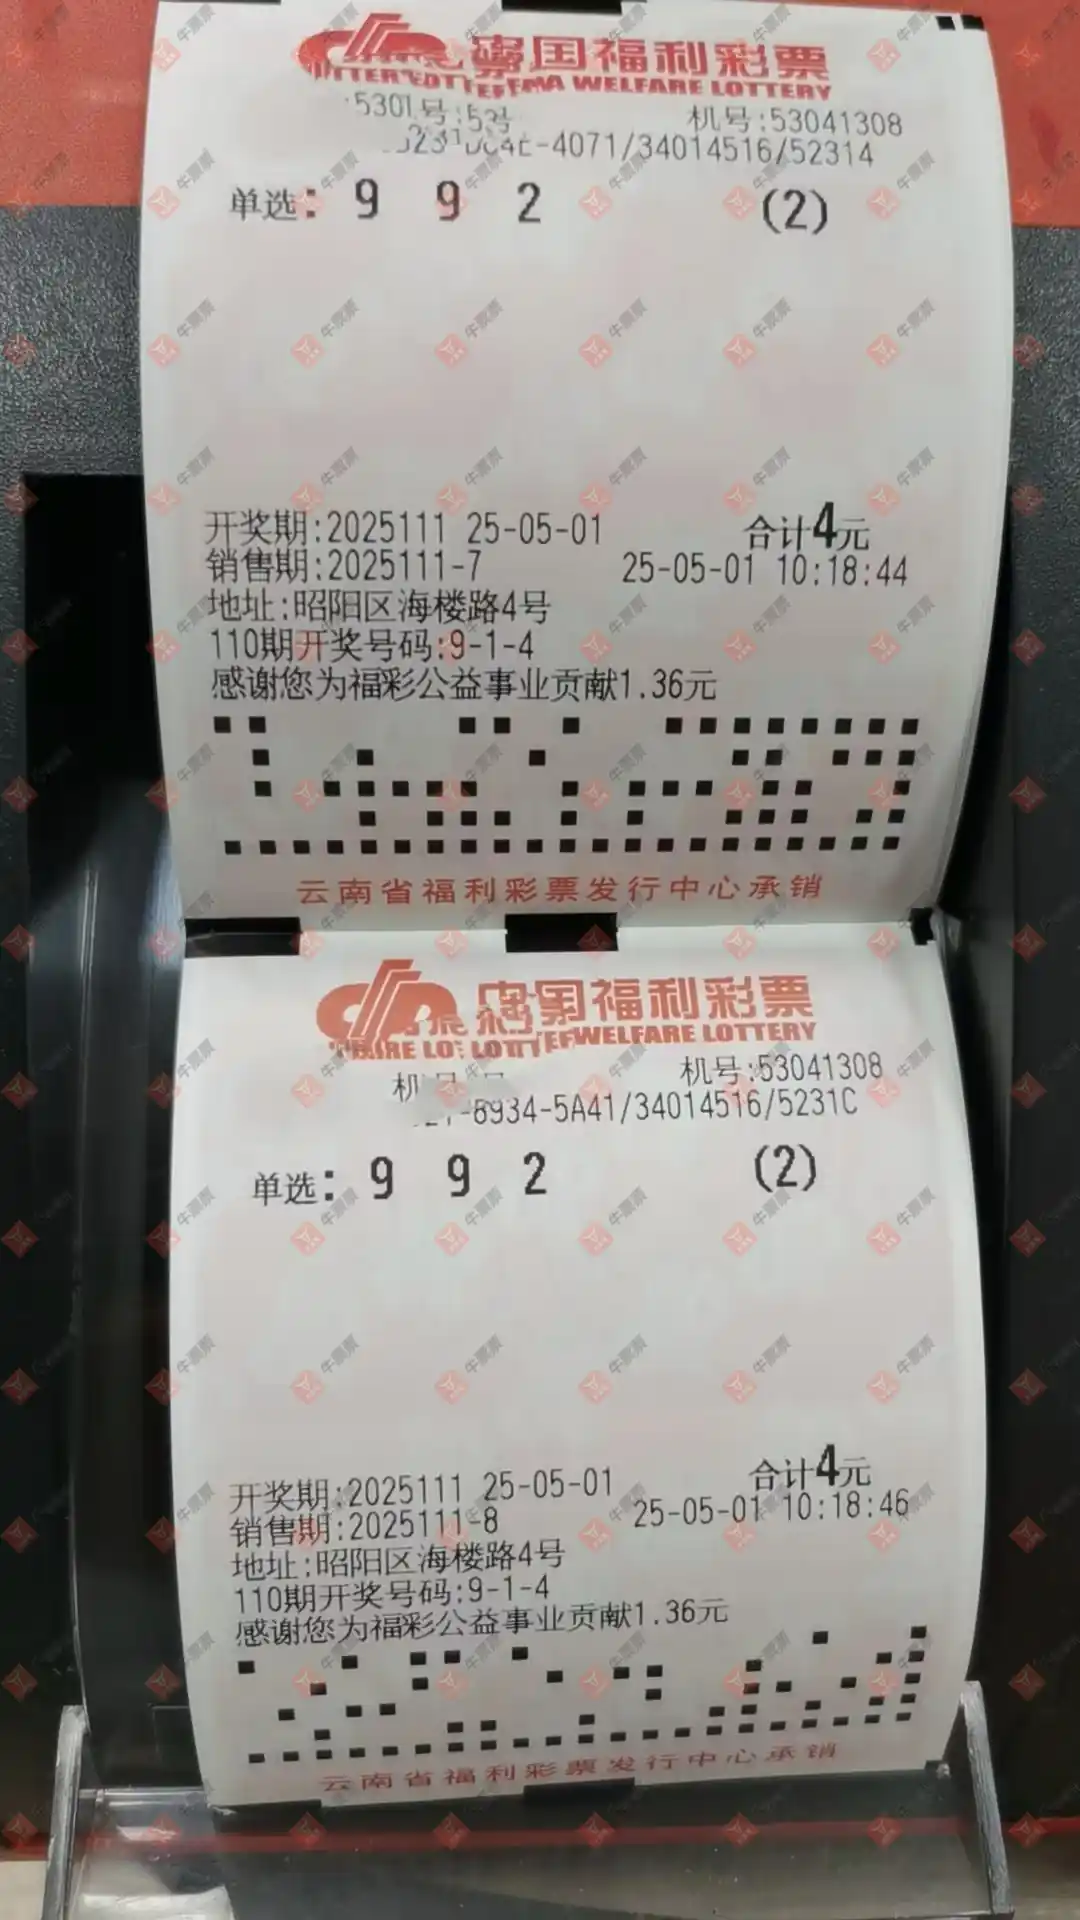 国福利彩票
WELFARE LOTTERY
机号:53041308
-4071/34014516/52314
单选: 9 9 2 (2)
开奖期:2025111 25-05-01 合计4元
销售期:2025111-7 25-05-01 10:18:44
地址:昭阳区海楼路4号
110期开奖号码:9-1-4
感谢您为福彩公益事业贡献1.36元
云南省福利彩票发行中心承销
国福利彩票
WELFARE LOTTERY
机号:53041308
-6934-5A41/34014516/5231C
单选: 9 9 2 (2)
开奖期:2025111 25-05-01 合计4元
销售期:2025111-8 25-05-01 10:18:46
地址:昭阳区海楼路4号
110期开奖号码:9-1-4
感谢您为福彩公益事业贡献1.36元
云南省福利彩票发行中心承销
牛票票